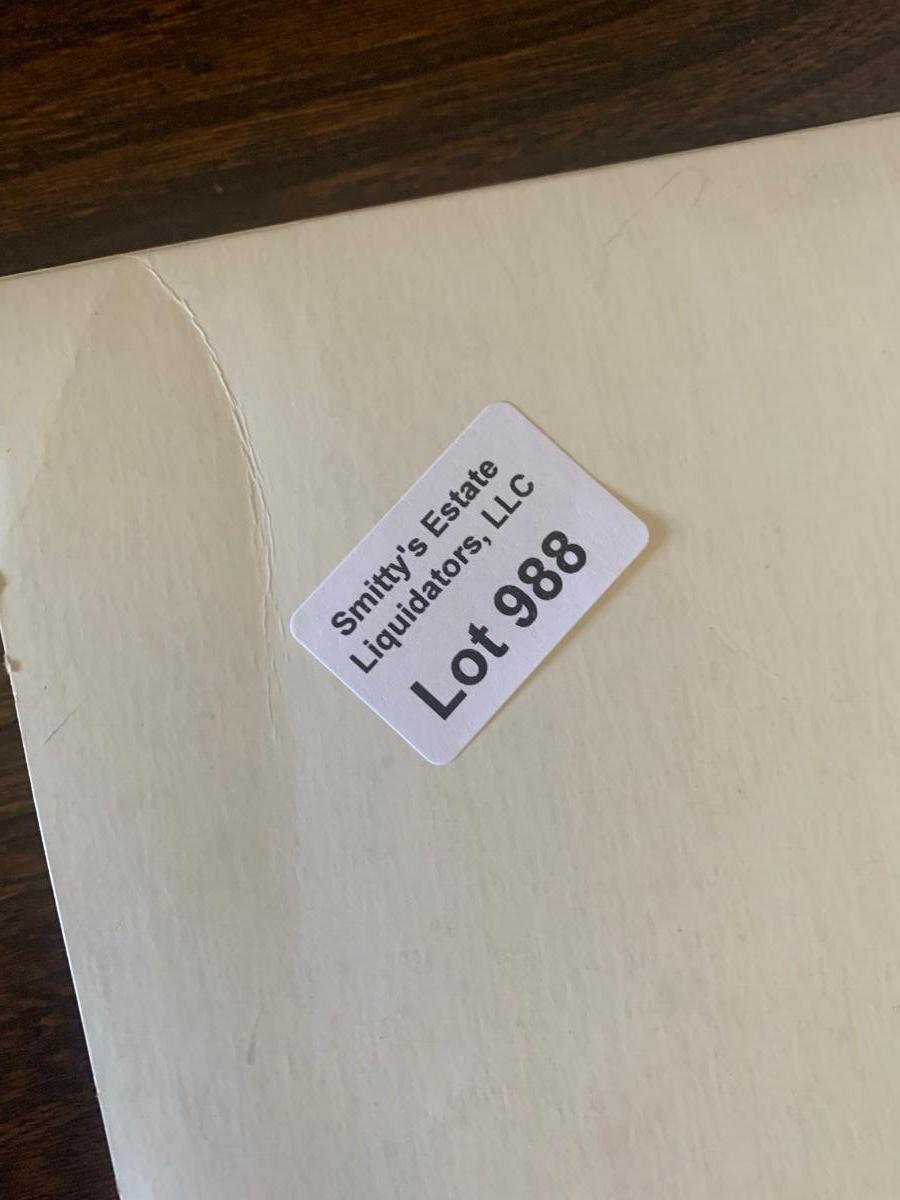 Smitty's Estate
Liquidators, LLC
Lot 988